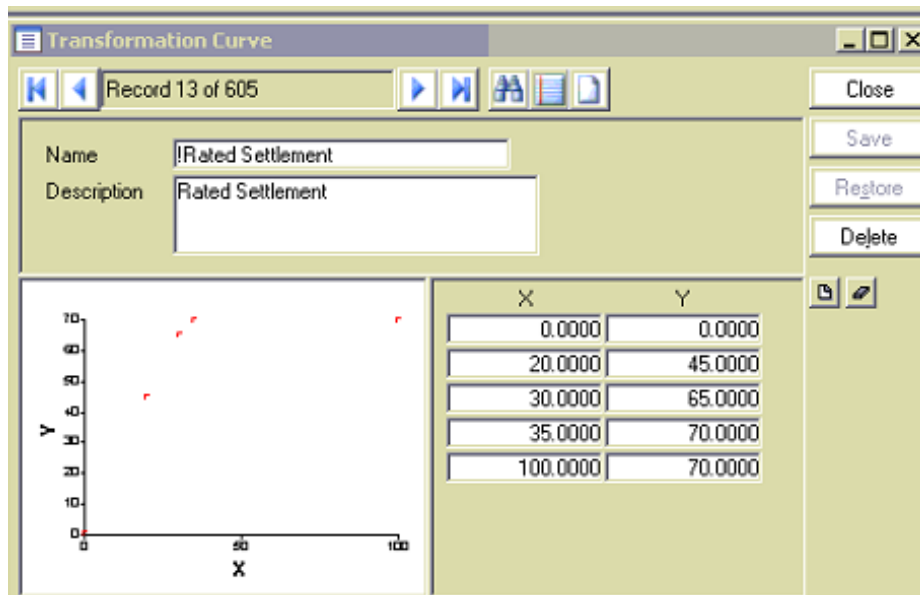 Transformation Curve
Record 13 of 605
Close
Name !Rated Settlement
Save
Description Rated Settlement
Restore
Delete
X Y
0.0000 0.0000
20.0000 45.0000
30.0000 65.0000
35.0000 70.0000
100.0000 70.0000
70
60
50
40
30
20
10
0
Y
0 50 100
X